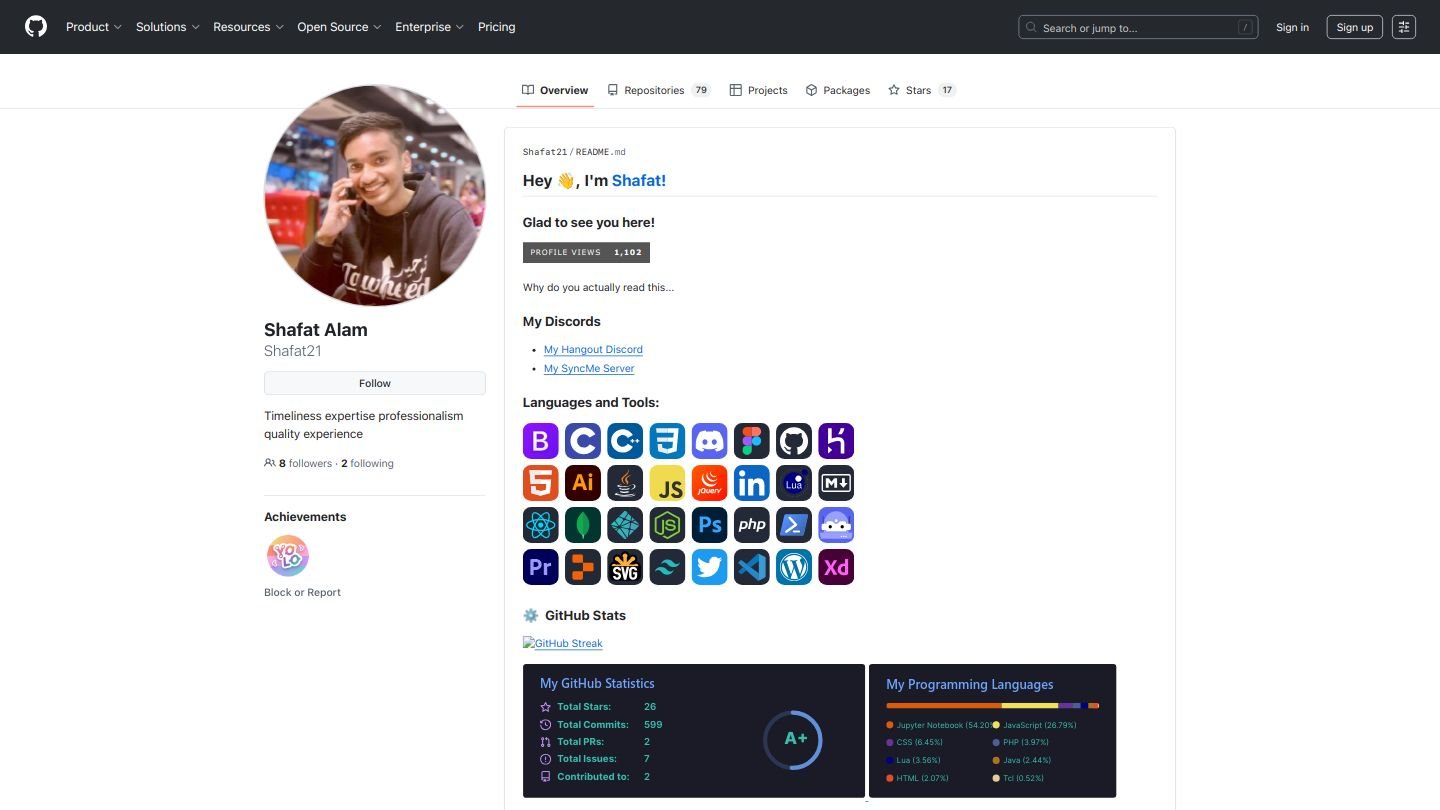 Product Solutions Resources Open Source Enterprise Pricing Search or jump to... / Sign in Sign up
Overview Repositories 79 Projects Packages Stars 17
Towheed
Shafat Alam
Shafat21
Follow
Timeliness expertise professionalism
quality experience
8 followers · 2 following
Achievements
YOLO
Block or Report
Shafat21/README.md
Hey 👋, I'm Shafat!
Glad to see you here!
PROFILE VIEWS 1,102
Why do you actually read this...
My Discords
• My Hangout Discord
• My SyncMe Server
Languages and Tools:
B C C++ 3
5 Ai JS jQuery in Lua M
JS Ps php
Pr SVG Xd
⚙️ GitHub Stats
GitHub Streak
My GitHub Statistics
Total Stars: 26
Total Commits: 599
Total PRs: 2
Total Issues: 7
Contributed to: 2
A+
My Programming Languages
Jupyter Notebook (54.20% JavaScript (26.79%)
CSS (6.45%) PHP (3.97%)
Lua (3.56%) Java (2.44%)
HTML (2.07%) Tcl (0.52%)